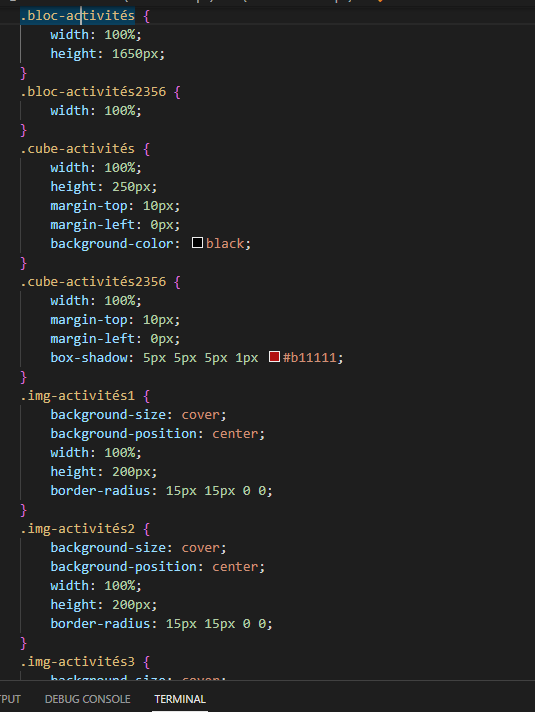 .bloc-activités {
width: 100%;
height: 1650px;
}
.bloc-activités2356 {
width: 100%;
}
.cube-activités {
width: 100%;
height: 250px;
margin-top: 10px;
margin-left: 0px;
background-color: black;
}
.cube-activités2356 {
width: 100%;
margin-top: 10px;
margin-left: 0px;
box-shadow: 5px 5px 5px 1px #b11111;
}
.img-activités1 {
background-size: cover;
background-position: center;
width: 100%;
height: 200px;
border-radius: 15px 15px 0 0;
}
.img-activités2 {
background-size: cover;
background-position: center;
width: 100%;
height: 200px;
border-radius: 15px 15px 0 0;
}
.img-activités3 {
background-size: cover;
PUT DEBUG CONSOLE TERMINAL